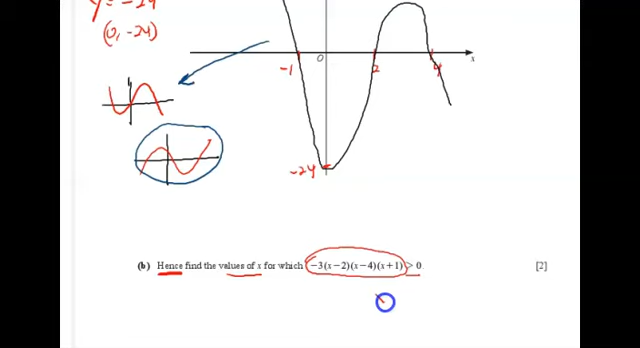 y = -24
(0, -24)
0
x
-1
2
4
-24
(b) Hence find the values of x for which −3(x−2)(x−4)(x+1) > 0. [2]